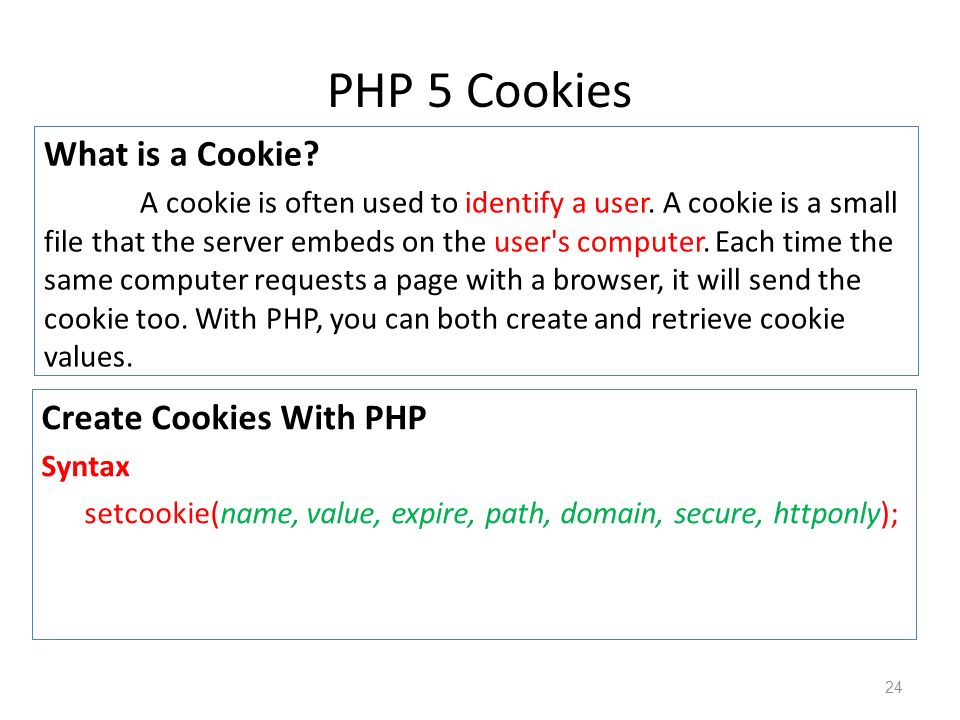 PHP 5 Cookies
What is a Cookie?
A cookie is often used to identify a user. A cookie is a small
file that the server embeds on the user's computer. Each time the
same computer requests a page with a browser, it will send the
cookie too. With PHP, you can both create and retrieve cookie
values.
Create Cookies With PHP
Syntax
setcookie(name, value, expire, path, domain, secure, httponly);
24